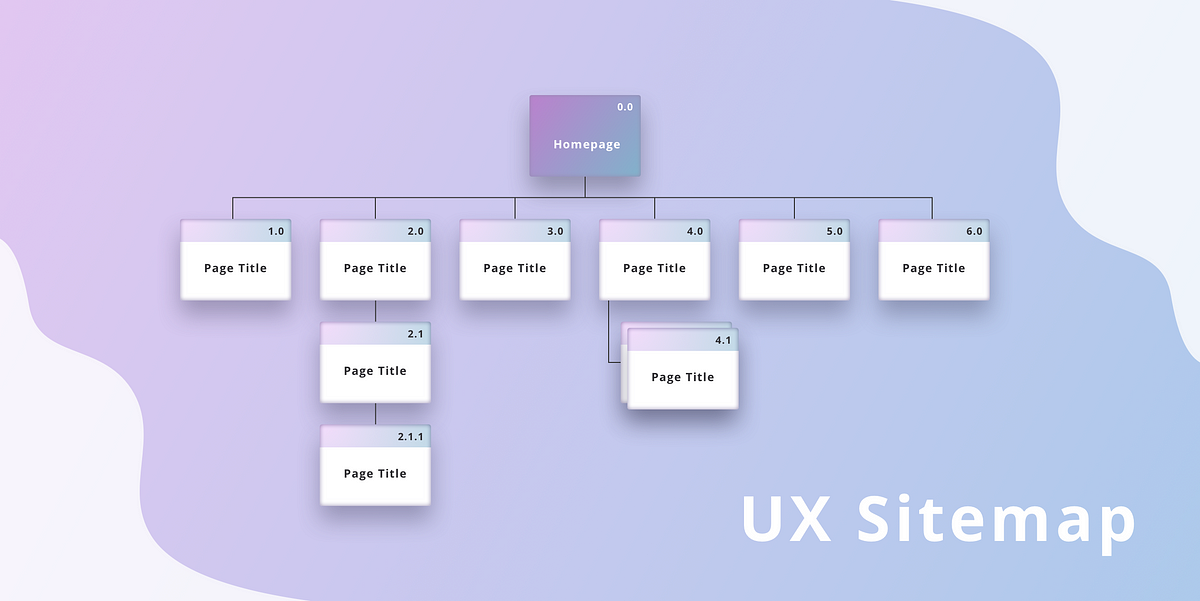 0.0
Homepage
1.0
Page Title
2.0
Page Title
3.0
Page Title
4.0
Page Title
5.0
Page Title
6.0
Page Title
2.1
Page Title
4.1
Page Title
2.1.1
Page Title
UX Sitemap